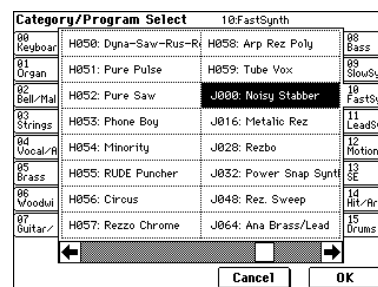 Category/Program Select 10:FastSynth
00 Keyboar H050: Dyna-Saw-Rus-R H058: Arp Rez Poly 08 Bass
01 Organ H051: Pure Pulse H059: Tube Vox 09 SlowSy
02 Bell/Mal H052: Pure Saw J000: Noisy Stabber 10 FastSy
03 Strings H053: Phone Boy J016: Metalic Rez 11 LeadS
04 Vocal/A H054: Minority J028: Rezbo 12 Motion
05 Brass H055: RUDE Puncher J032: Power Snap Synt 13 SE
06 Woodwi H056: Circus J048: Rez. Sweep 14 Hit/Ar
07 Guitar/ H057: Rezzo Chrome J064: Ana Brass/Lead 15 Drums
Cancel OK